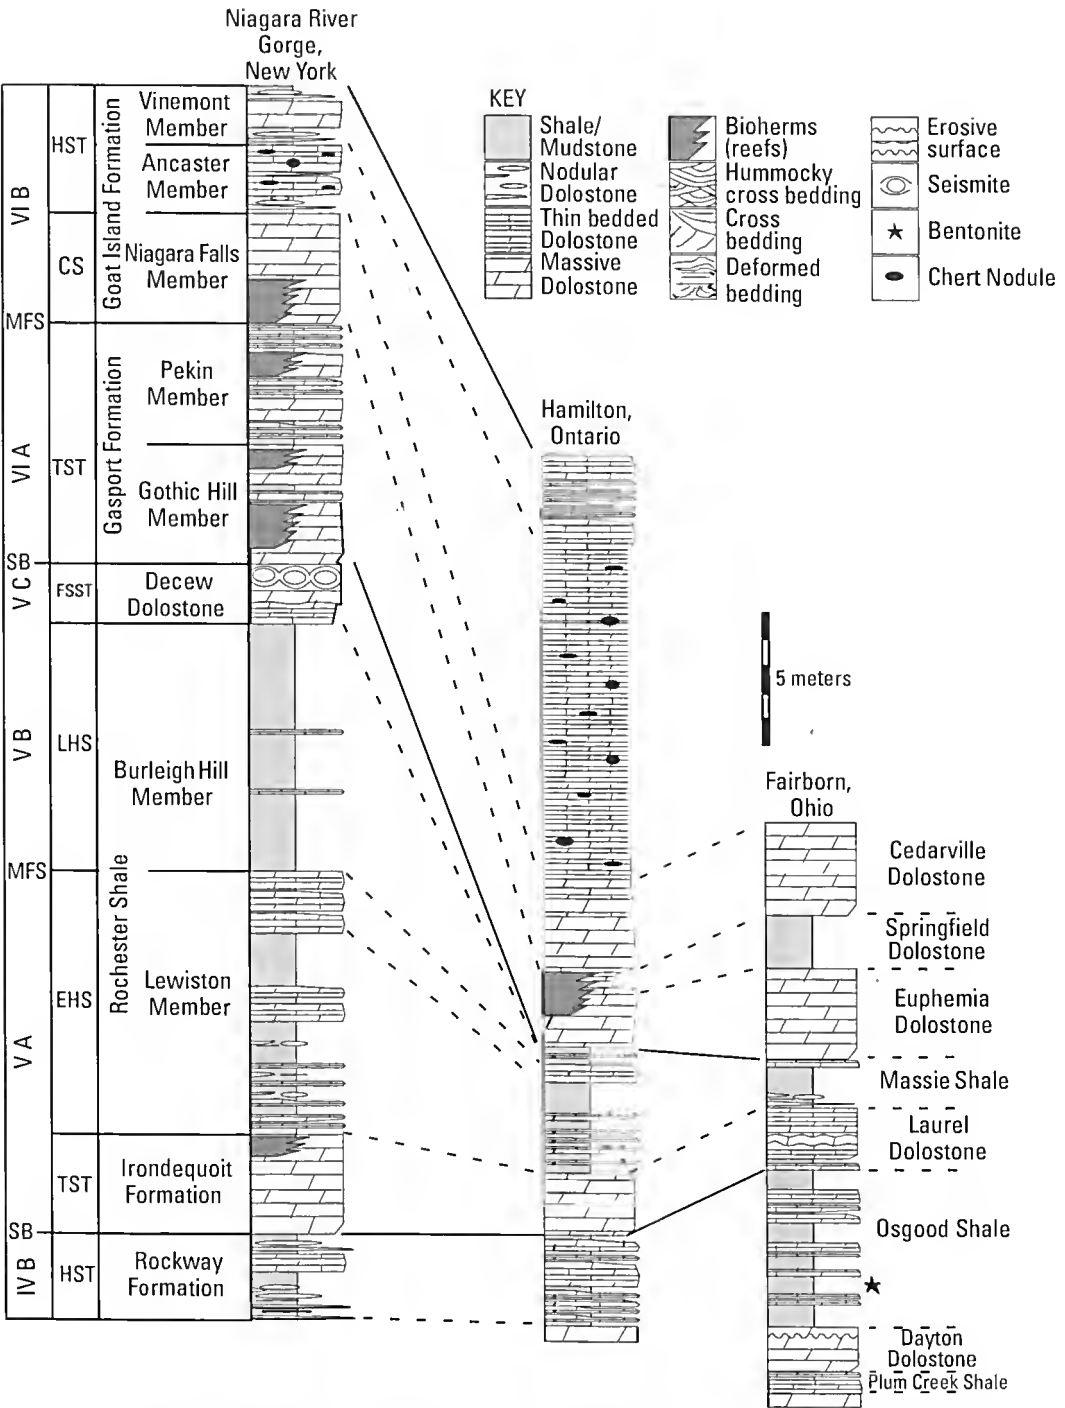 Niagara River
Gorge,
New York
KEY
Shale/
Mudstone
Nodular
Dolostone
Thin bedded
Dolostone
Massive
Dolostone
Bioherms
(reefs)
Hummocky
cross bedding
Cross
bedding
Deformed
bedding
Erosive
surface
Seismite
Bentonite
Chert Nodule
VI B
HST
CS
Goat Island Formation
Vinemont
Member
Ancaster
Member
Niagara Falls
Member
MFS
VI A
TST
Gasport Formation
Pekin
Member
Gothic Hill
Member
SB
V C
FSST
Decew
Dolostone
V B
LHS
Rochester Shale
Burleigh Hill
Member
MFS
V A
EHS
Lewiston
Member
TST
Irondequoit
Formation
SB
IV B
HST
Rockway
Formation
Hamilton,
Ontario
5 meters
Fairborn,
Ohio
Cedarville
Dolostone
Springfield
Dolostone
Euphemia
Dolostone
Massie Shale
Laurel
Dolostone
Osgood Shale
Dayton
Dolostone
Plum Creek Shale